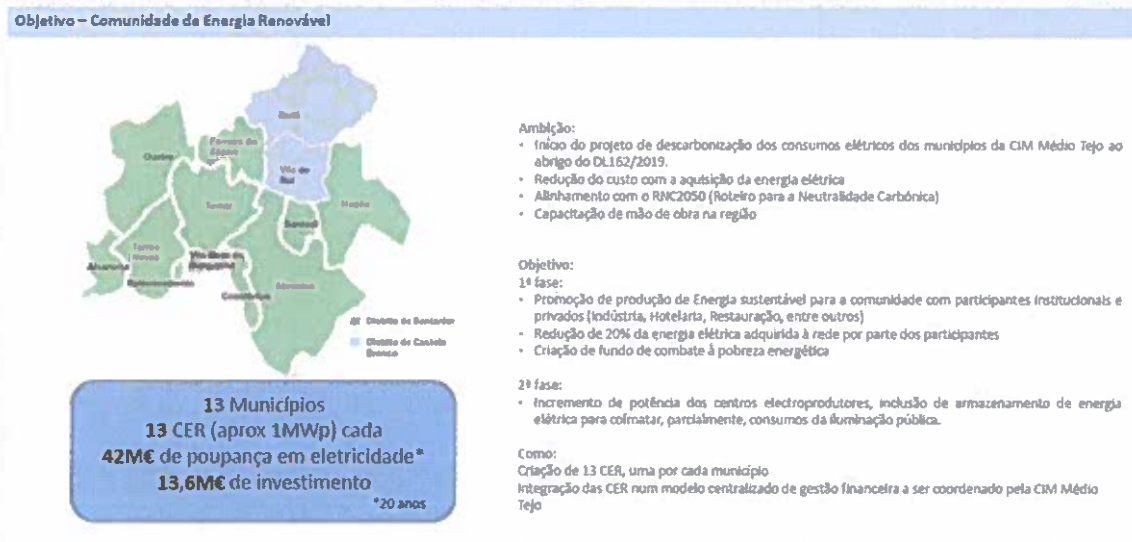 Objetivo – Comunidade de Energia Renovável
Sertã
Ferreira do
Zêzere
Ourém
Vila de
Rei
Tomar
Mação
Sardoal
Torres
Novas
Vila Nova da
Barquinha
Alcanena
Entroncamento
Constância
Abrantes
Distrito de Santarém
Distrito de Castelo
Branco
13 Municípios
13 CER (aprox 1MWp) cada
42M€ de poupança em eletricidade*
13,6M€ de investimento
*20 anos
Ambição:
• Início do projeto de descarbonização dos consumos elétricos dos municípios da CIM Médio Tejo ao
abrigo do DL162/2019.
• Redução do custo com a aquisição da energia elétrica
• Alinhamento com o RNC2050 (Roteiro para a Neutralidade Carbónica)
• Capacitação de mão de obra na região
Objetivo:
1ª fase:
• Promoção de produção de Energia sustentável para a comunidade com participantes institucionais e
privados (Indústria, Hotelaria, Restauração, entre outros)
• Redução de 20% da energia elétrica adquirida à rede por parte dos participantes
• Criação de fundo de combate à pobreza energética
2ª fase:
• Incremento de potência dos centros electroprodutores, inclusão de armazenamento de energia
elétrica para colmatar, parcialmente, consumos da iluminação pública.
Como:
Criação de 13 CER, uma por cada município
Integração das CER num modelo centralizado de gestão financeira a ser coordenado pela CIM Médio
Tejo